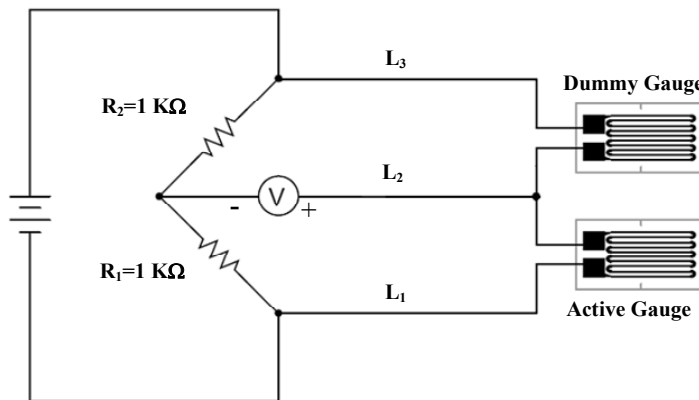 L₃
Dummy Gauge
R₂=1 KΩ
L₂
- V +
R₁=1 KΩ
L₁
Active Gauge